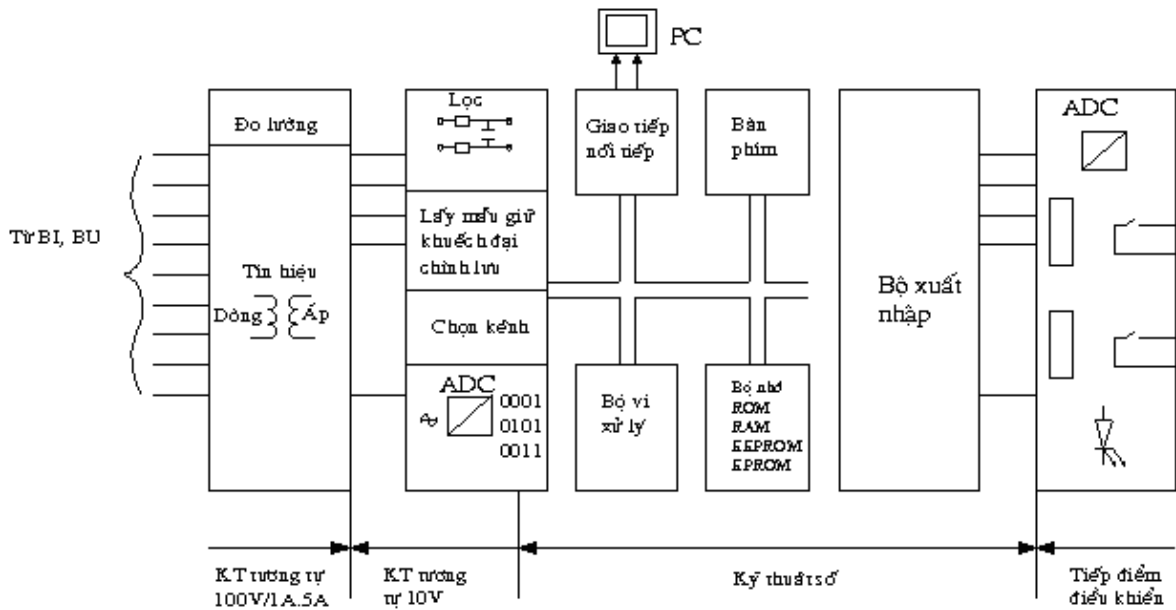 PC
Đo lường
Từ BI, BU
Tín hiệu
Dòng
Áp
Lọc
Lấy mẫu giữ
khuếch đại
chỉnh lưu
Chọn kênh
ADC
0001
0101
0011
Giao tiếp
nối tiếp
Bàn
phím
Bộ vi
xử lý
Bộ nhớ
ROM
RAM
EEPROM
EPROM
Bộ xuất
nhập
ADC
KT tương tự
100V/1A.5A
KT tương
tự 10V
Kỹ thuật số
Tiếp điểm
điều khiển